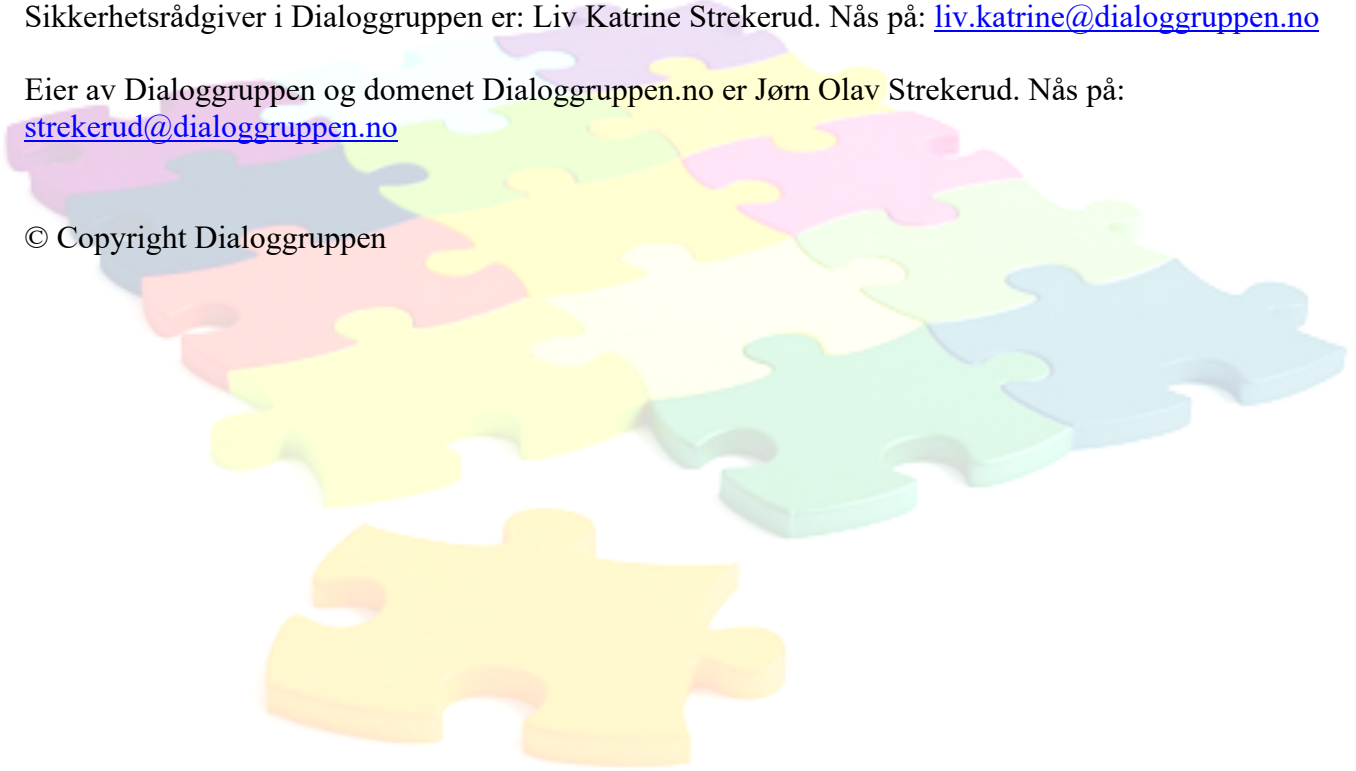 Sikkerhetsrådgiver i Dialoggruppen er: Liv Katrine Strekerud. Nås på: liv.katrine@dialoggruppen.no
Eier av Dialoggruppen og domenet Dialoggruppen.no er Jørn Olav Strekerud. Nås på:
strekerud@dialoggruppen.no
© Copyright Dialoggruppen